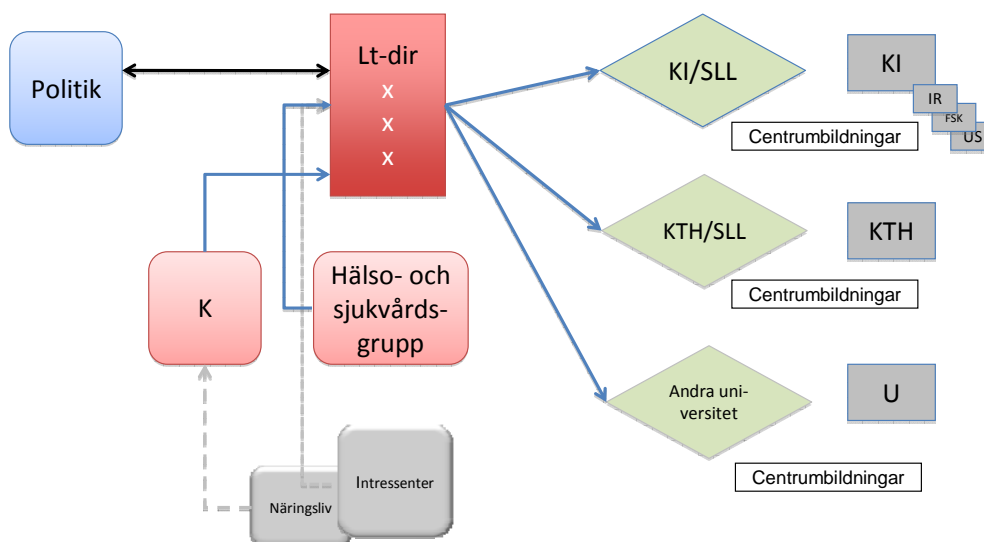 Politik
Lt-dir
x
x
x
KI/SLL
KI
IR
FSK
US
Centrumbildningar
KTH/SLL
KTH
Centrumbildningar
K
Hälso- och
sjukvårds-
grupp
Andra uni-
versitet
U
Centrumbildningar
Intressenter
Näringsliv